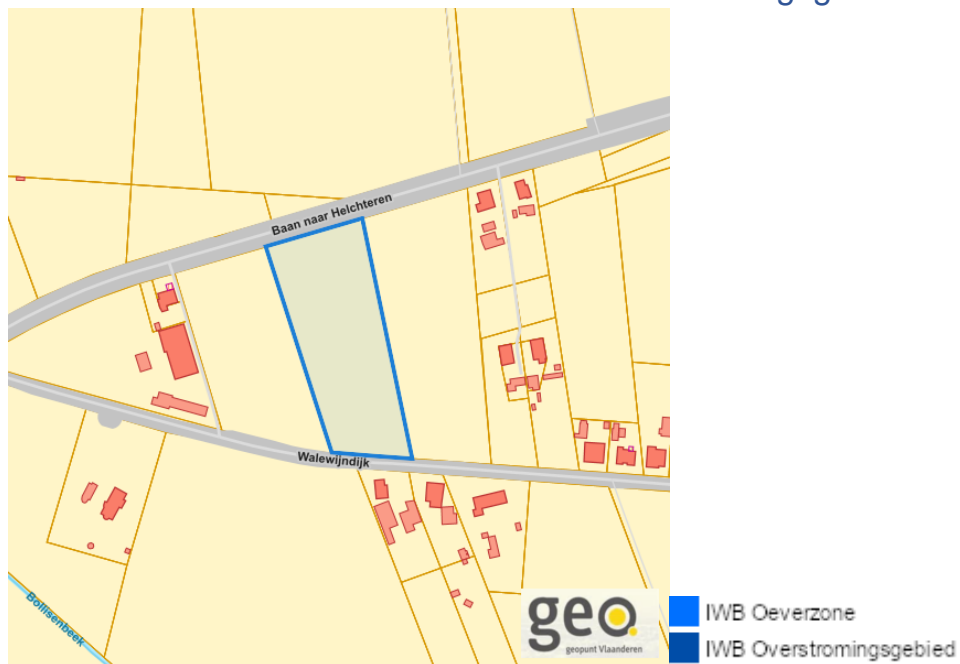 Baan naar Helchteren
Walewijndijk
Bollisenbeek
geo.
geopunt Vlaanderen
IWB Oeverzone
IWB Overstromingsgebied